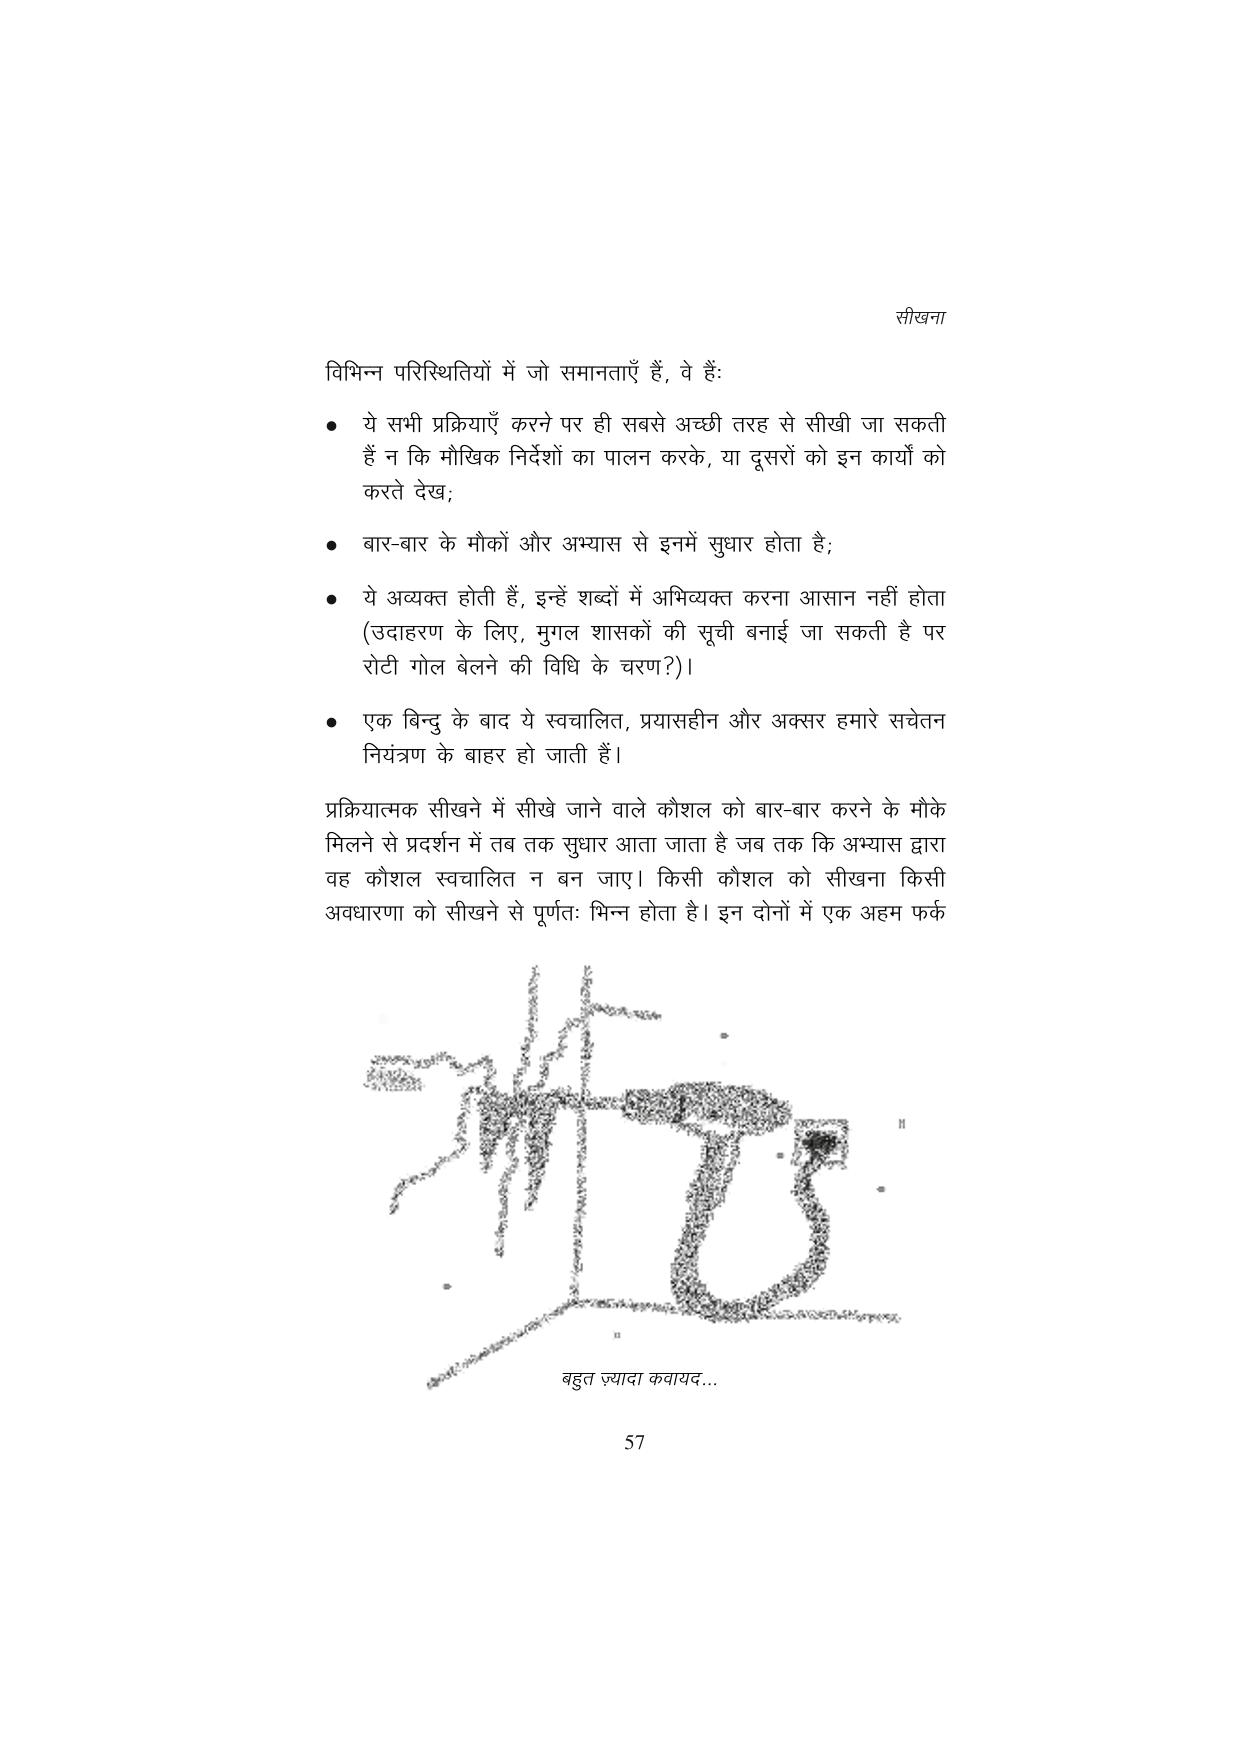 सीखना
विभिन्न परिस्थितियों में जो समानताएँ हैं, वे हैं:
● ये सभी प्रक्रियाएँ करने पर ही सबसे अच्छी तरह से सीखी जा सकती
हैं न कि मौखिक निर्देशों का पालन करके, या दूसरों को इन कार्यों को
करते देख;
● बार-बार के मौकों और अभ्यास से इनमें सुधार होता है;
● ये अव्यक्त होती हैं, इन्हें शब्दों में अभिव्यक्त करना आसान नहीं होता
(उदाहरण के लिए, मुगल शासकों की सूची बनाई जा सकती है पर
रोटी गोल बेलने की विधि के चरण?)।
● एक बिन्दु के बाद ये स्वचालित, प्रयासहीन और अक्सर हमारे सचेतन
नियंत्रण के बाहर हो जाती हैं।
प्रक्रियात्मक सीखने में सीखे जाने वाले कौशल को बार-बार करने के मौके
मिलने से प्रदर्शन में तब तक सुधार आता जाता है जब तक कि अभ्यास द्वारा
वह कौशल स्वचालित न बन जाए। किसी कौशल को सीखना किसी
अवधारणा को सीखने से पूर्णतः भिन्न होता है। इन दोनों में एक अहम फर्क
बहुत ज़्यादा कवायद...
57